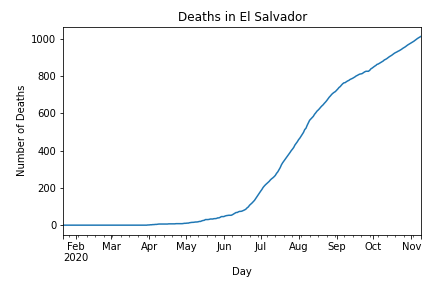 Deaths in El Salvador
Number of Deaths
1000
800
600
400
200
0
Feb Mar Apr May Jun Jul Aug Sep Oct Nov
2020
Day